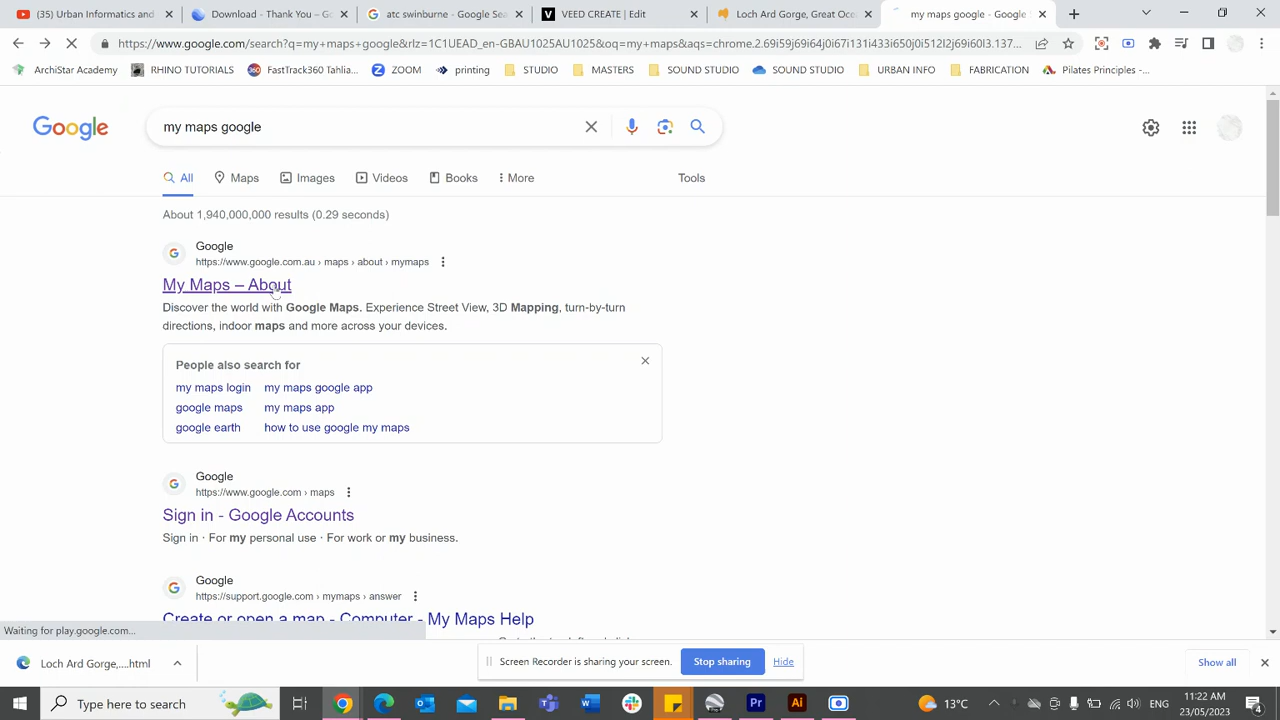 Urban Informatics and
Download - Thank You – Go
atc swinburne - Google Sea
VEED CREATE | Edit
Loch Ard Gorge, Great Oce
my maps google - Google
https://www.google.com/search?q=my+maps+google&rlz=1C1UEAD_en-GBAU1025AU1025&oq=my+maps&aqs=chrome.2.69i59j69i64j0i67i131i433i650j0i512l2j69i60l3.137...
ArchiStar Academy
RHINO TUTORIALS
FastTrack360 Tahlia...
ZOOM
printing
STUDIO
MASTERS
SOUND STUDIO
SOUND STUDIO
URBAN INFO
FABRICATION
Pilates Principles -...
Google
my maps google
All
Maps
Images
Videos
Books
More
Tools
About 1,940,000,000 results (0.29 seconds)
Google
https://www.google.com.au › maps › about › mymaps
My Maps – About
Discover the world with Google Maps. Experience Street View, 3D Mapping, turn-by-turn
directions, indoor maps and more across your devices.
People also search for
my maps login my maps google app
google maps my maps app
google earth how to use google my maps
Google
https://www.google.com › maps
Sign in - Google Accounts
Sign in · For my personal use · For work or my business.
Google
https://support.google.com › mymaps › answer
Create or open a map - Computer - My Maps Help
Waiting for play.google.com...
Loch Ard Gorge,....html
Screen Recorder is sharing your screen.
Stop sharing
Hide
Show all
Type here to search
13°C
ENG
11:22 AM
23/05/2023
4